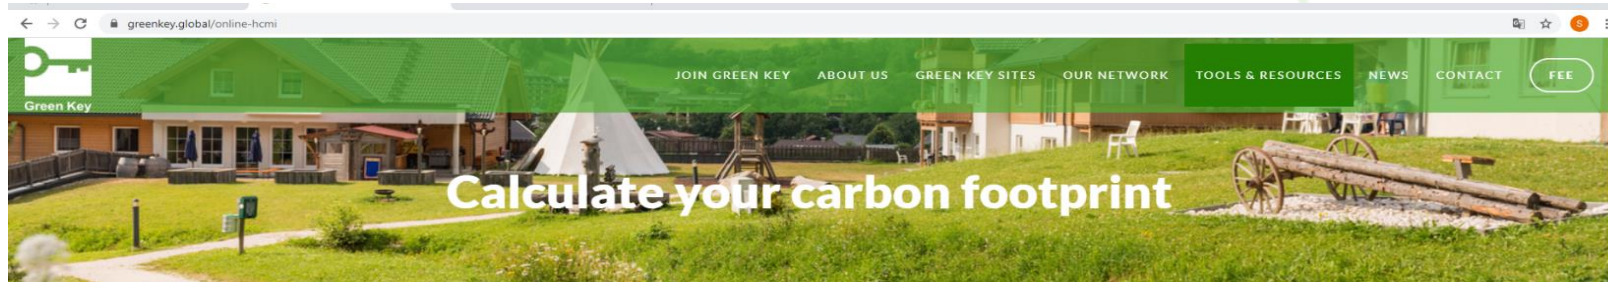 greenkey.global/online-hcmi
S
Green Key
JOIN GREEN KEY ABOUT US GREEN KEY SITES OUR NETWORK TOOLS & RESOURCES NEWS CONTACT FEE
Calculate your carbon footprint